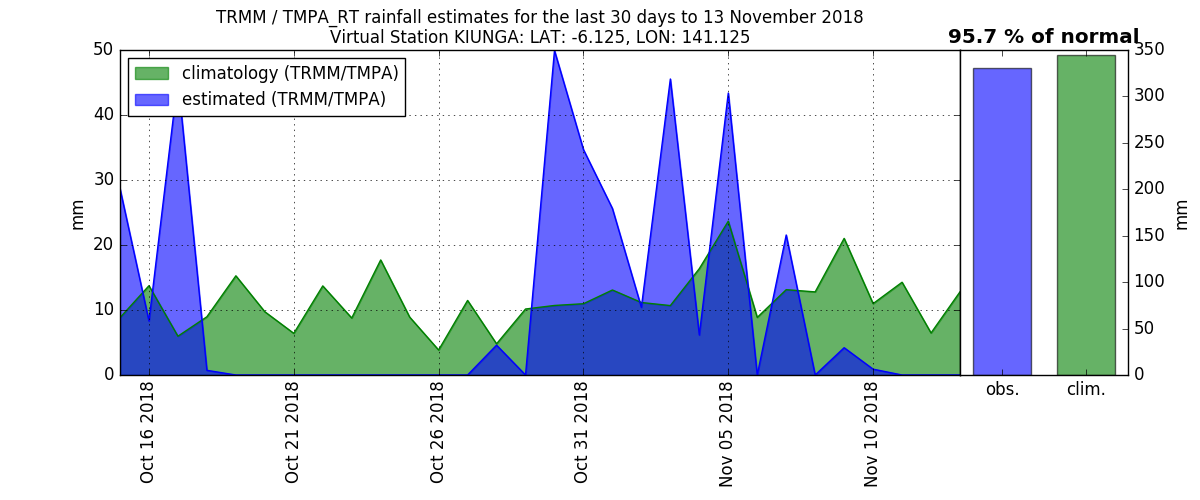 TRMM / TMPA_RT rainfall estimates for the last 30 days to 13 November 2018
Virtual Station KIUNGA: LAT: -6.125, LON: 141.125
95.7 % of normal
climatology (TRMM/TMPA)
estimated (TRMM/TMPA)
50
40
30
20
10
0
mm
Oct 16 2018
Oct 21 2018
Oct 26 2018
Oct 31 2018
Nov 05 2018
Nov 10 2018
obs.
clim.
350
300
250
200
150
100
50
0
mm